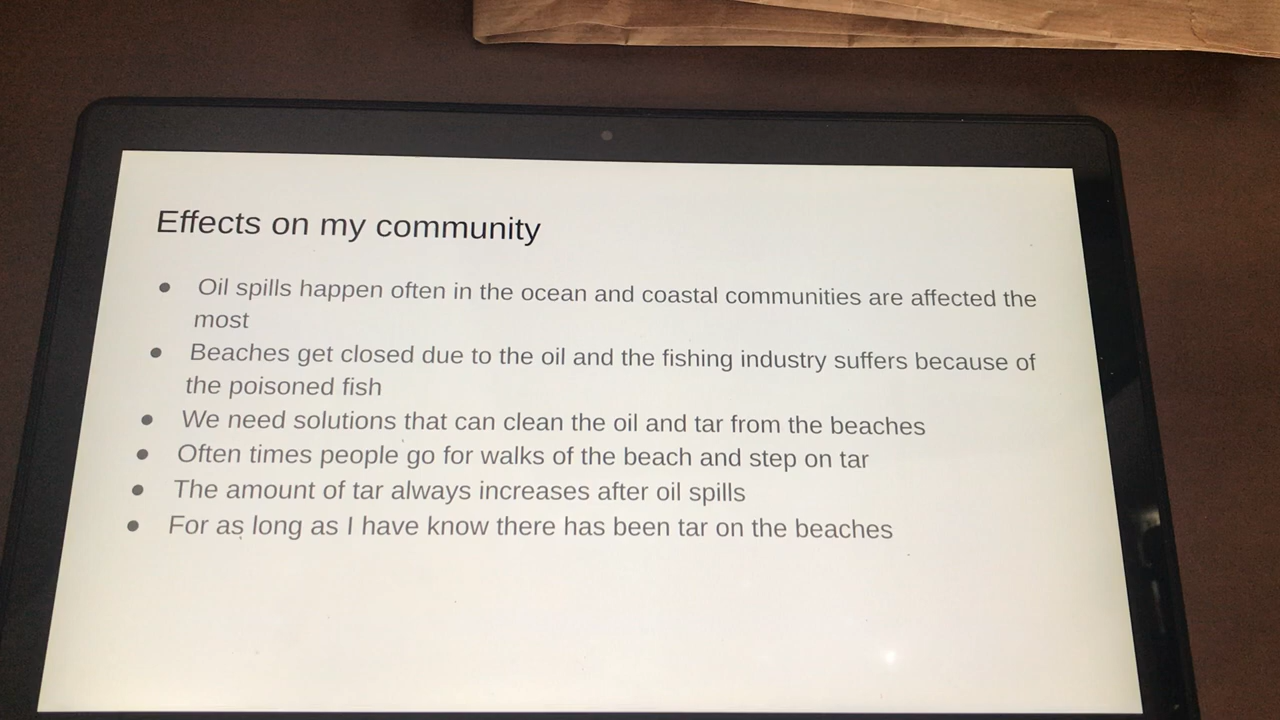 Effects on my community
● Oil spills happen often in the ocean and coastal communities are affected the
most
● Beaches get closed due to the oil and the fishing industry suffers because of
the poisoned fish
● We need solutions that can clean the oil and tar from the beaches
● Often times people go for walks of the beach and step on tar
● The amount of tar always increases after oil spills
● For as long as I have know there has been tar on the beaches